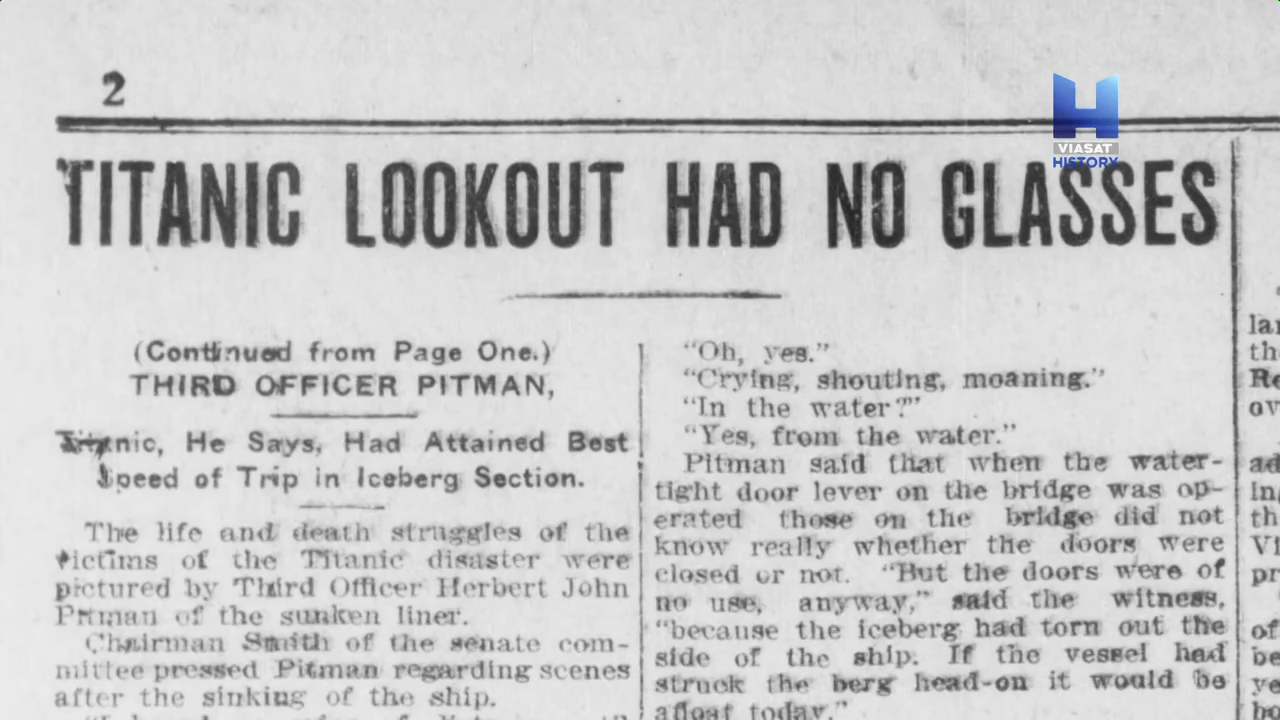 2
VIASAT
HISTORY
TITANIC LOOKOUT HAD NO GLASSES
(Continued from Page One.)
THIRD OFFICER PITMAN,
Titanic, He Says, Had Attained Best
Speed of Trip in Iceberg Section.
The life and death struggles of the
victims of the Titanic disaster were
pictured by Third Officer Herbert John
Pitman of the sunken liner.
Chairman Smith of the senate com-
mittee pressed Pitman regarding scenes
after the sinking of the ship.
"Oh, yes."
"Crying, shouting, moaning."
"In the water?"
"Yes, from the water."
Pitman said that when the water-
tight door lever on the bridge was op-
erated those on the bridge did not
know really whether the doors were
closed or not. "But the doors were of
no use, anyway," said the witness,
"because the iceberg had torn out the
side of the ship. If the vessel had
struck the berg head-on it would be
afloat today."